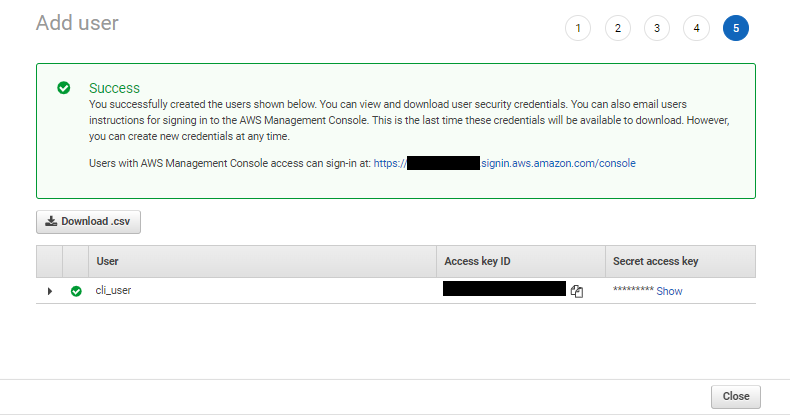 Add user
1 2 3 4 5
Success
You successfully created the users shown below. You can view and download user security credentials. You can also email users
instructions for signing in to the AWS Management Console. This is the last time these credentials will be available to download. However,
you can create new credentials at any time.
Users with AWS Management Console access can sign-in at: https:// .signin.aws.amazon.com/console
Download .csv
User Access key ID Secret access key
cli_user ********* Show
Close